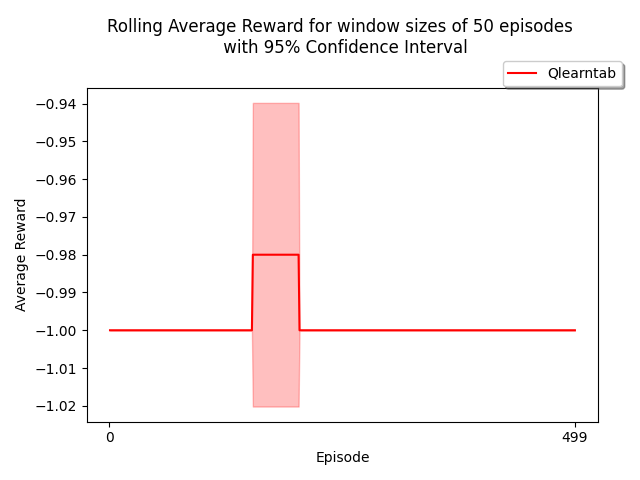 Rolling Average Reward for window sizes of 50 episodes
with 95% Confidence Interval
Qlearntab
−0.94
−0.95
−0.96
−0.97
−0.98
−0.99
−1.00
−1.01
−1.02
Average Reward
0
499
Episode